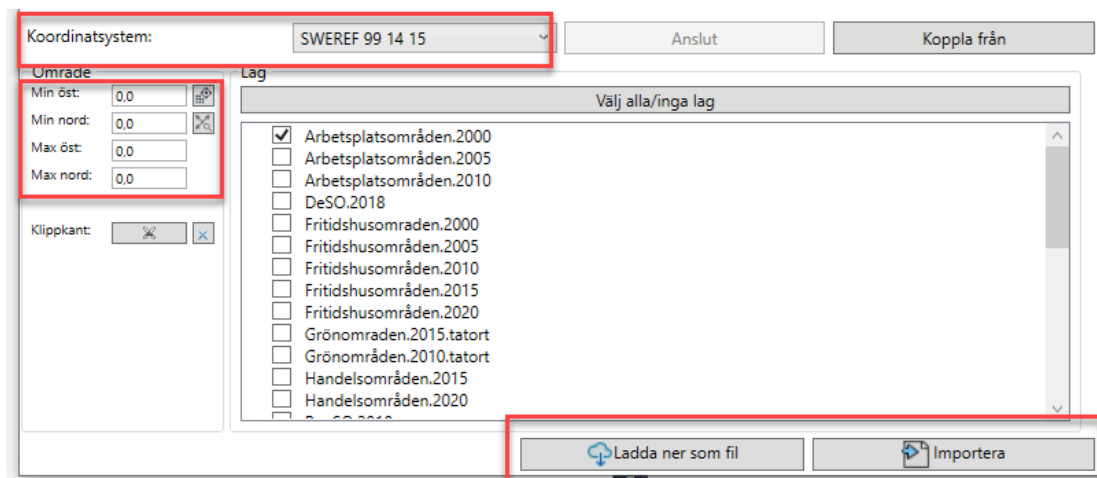 Koordinatsystem: SWEREF 99 14 15 Anslut Koppla från
Område Lag
Min öst: 0,0
Min nord: 0,0
Max öst: 0,0
Max nord: 0,0
Klippkant:
Välj alla/inga lag
Arbetsplatsområden.2000
Arbetsplatsområden.2005
Arbetsplatsområden.2010
DeSO.2018
Fritidshusomraden.2000
Fritidshusområden.2005
Fritidshusområden.2010
Fritidshusområden.2015
Fritidshusområden.2020
Grönomraden.2015.tatort
Grönområden.2010.tatort
Handelsområden.2015
Handelsområden.2020
Ladda ner som fil Importera